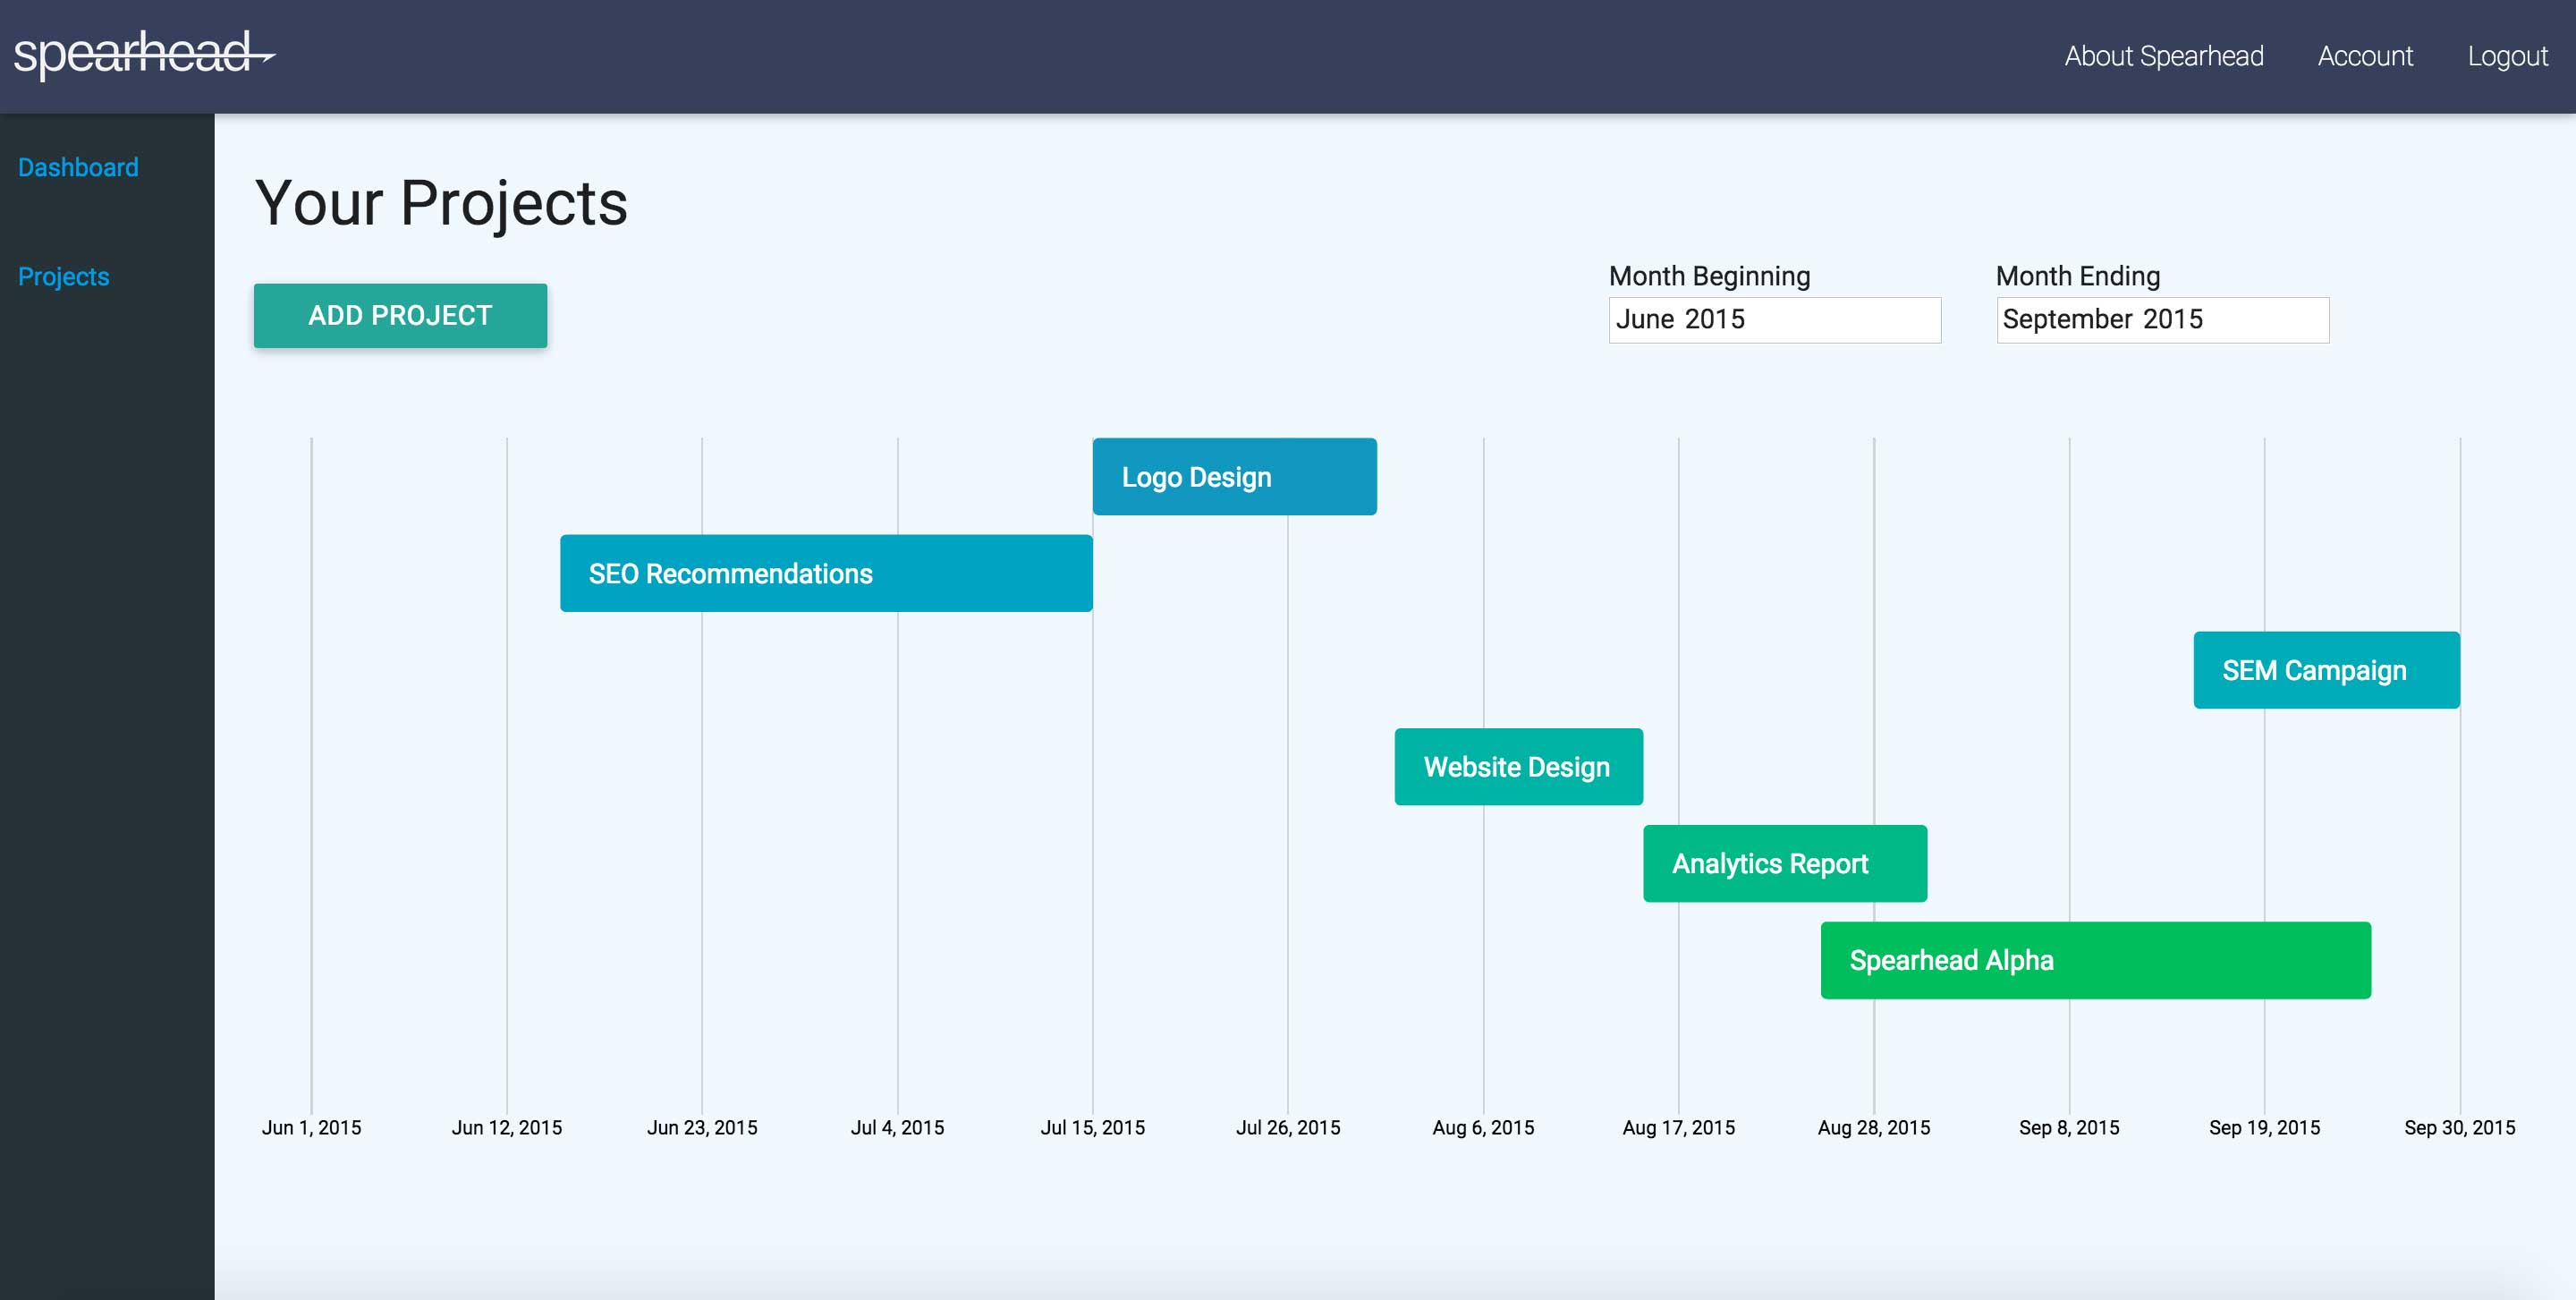 spearhead
About Spearhead
Account
Logout
Dashboard
Projects
Your Projects
ADD PROJECT
Month Beginning
June 2015
Month Ending
September 2015
Logo Design
SEO Recommendations
SEM Campaign
Website Design
Analytics Report
Spearhead Alpha
Jun 1, 2015
Jun 12, 2015
Jun 23, 2015
Jul 4, 2015
Jul 15, 2015
Jul 26, 2015
Aug 6, 2015
Aug 17, 2015
Aug 28, 2015
Sep 8, 2015
Sep 19, 2015
Sep 30, 2015